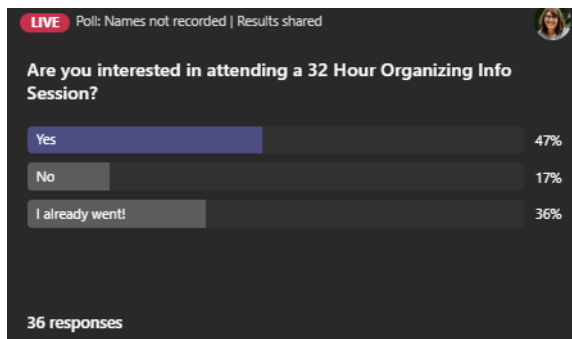 LIVE Poll: Names not recorded | Results shared
Are you interested in attending a 32 Hour Organizing Info
Session?
Yes 47%
No 17%
I already went! 36%
36 responses